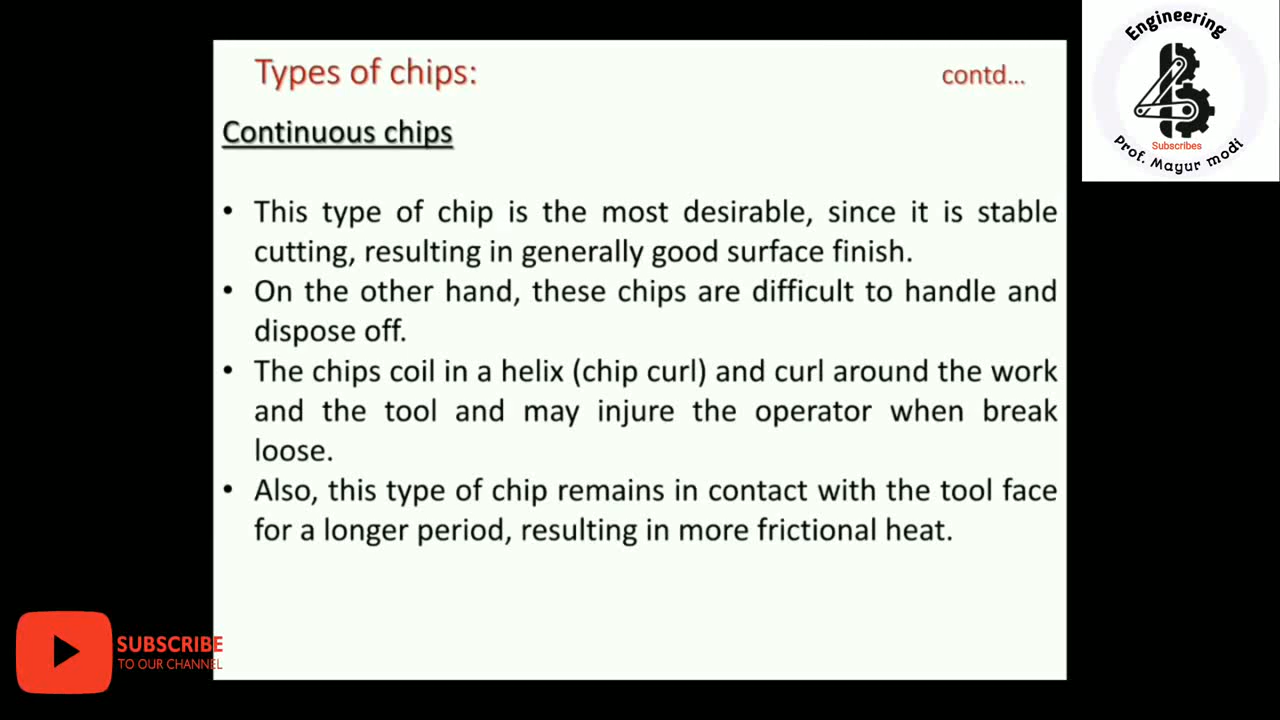 Types of chips:
contd...
Continuous chips
• This type of chip is the most desirable, since it is stable
cutting, resulting in generally good surface finish.
• On the other hand, these chips are difficult to handle and
dispose off.
• The chips coil in a helix (chip curl) and curl around the work
and the tool and may injure the operator when break
loose.
• Also, this type of chip remains in contact with the tool face
for a longer period, resulting in more frictional heat.
Engineering
Subscribes
Prof. Mayur modi
SUBSCRIBE
TO OUR CHANNEL